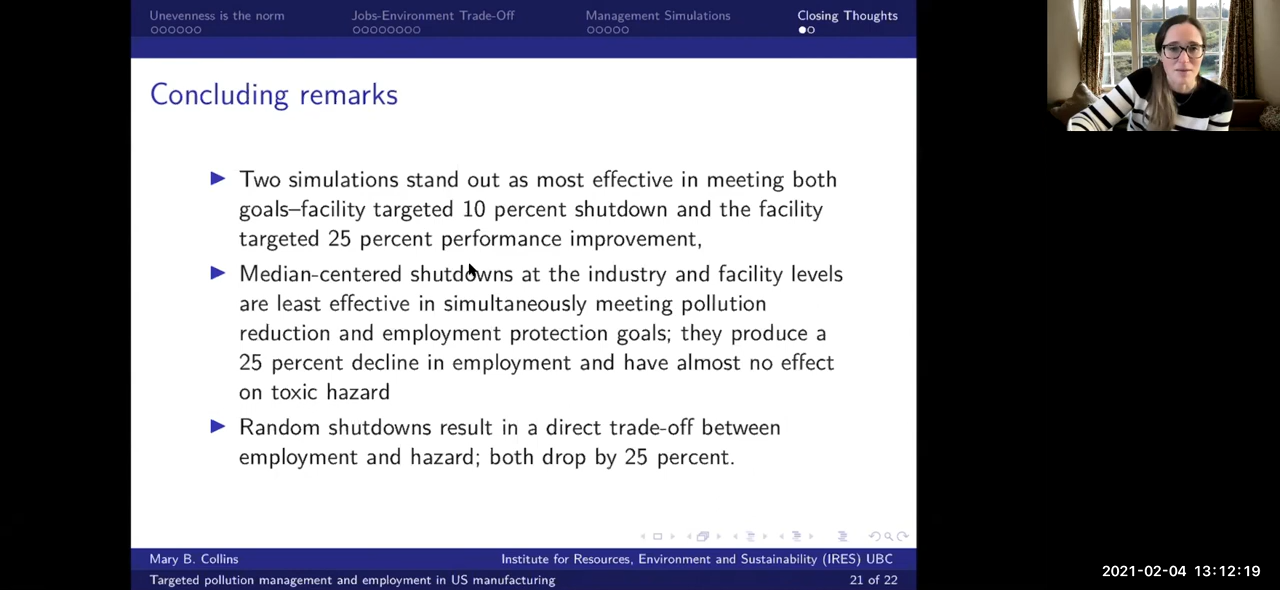 Unevenness is the norm
Jobs-Environment Trade-Off
Management Simulations
Closing Thoughts
Concluding remarks
Two simulations stand out as most effective in meeting both
goals–facility targeted 10 percent shutdown and the facility
targeted 25 percent performance improvement,
Median-centered shutdowns at the industry and facility levels
are least effective in simultaneously meeting pollution
reduction and employment protection goals; they produce a
25 percent decline in employment and have almost no effect
on toxic hazard
Random shutdowns result in a direct trade-off between
employment and hazard; both drop by 25 percent.
Mary B. Collins
Institute for Resources, Environment and Sustainability (IRES) UBC
Targeted pollution management and employment in US manufacturing
21 of 22
2021-02-04 13:12:19